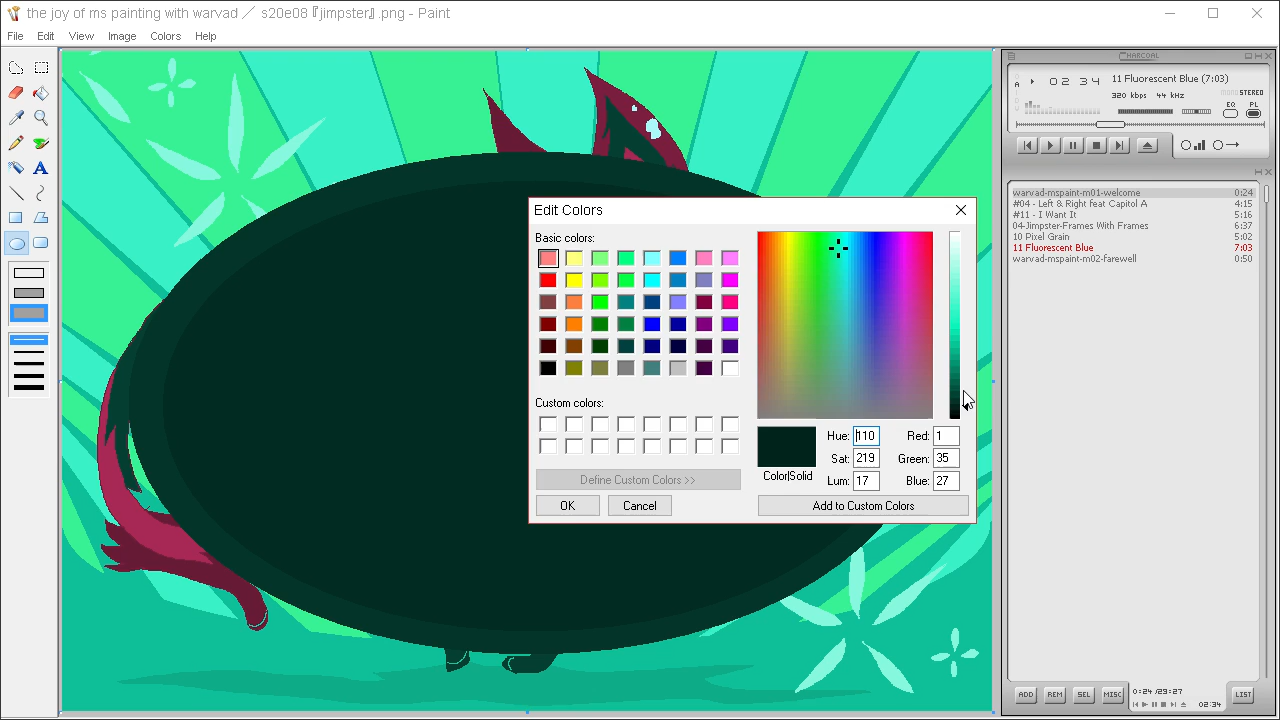 the joy of ms painting with warvad ／ s20e08『jimpster』.png - Paint
File Edit View Image Colors Help
Edit Colors
Basic colors:
Custom colors:
Define Custom Colors >>
OK Cancel
Color|Solid
Hue: 110 Red: 1
Sat: 219 Green: 35
Lum: 17 Blue: 27
Add to Custom Colors
CHARCOAL
02 34
11 Fluorescent Blue (7:03)
320 kbps 44 kHz
STEREO
EQ PL
warvad-mspaint-m01-welcome 0:24
#04 - Left & Right feat Capitol A 4:15
#11 - I Want It 5:16
04-Jimpster-Frames With Frames 6:37
10 Pixel Grain 5:02
11 Fluorescent Blue 7:03
warvad-mspaint-m02-farewell 0:50
ADD REM SEL MISC
0:24/29:27
02:34
LIST